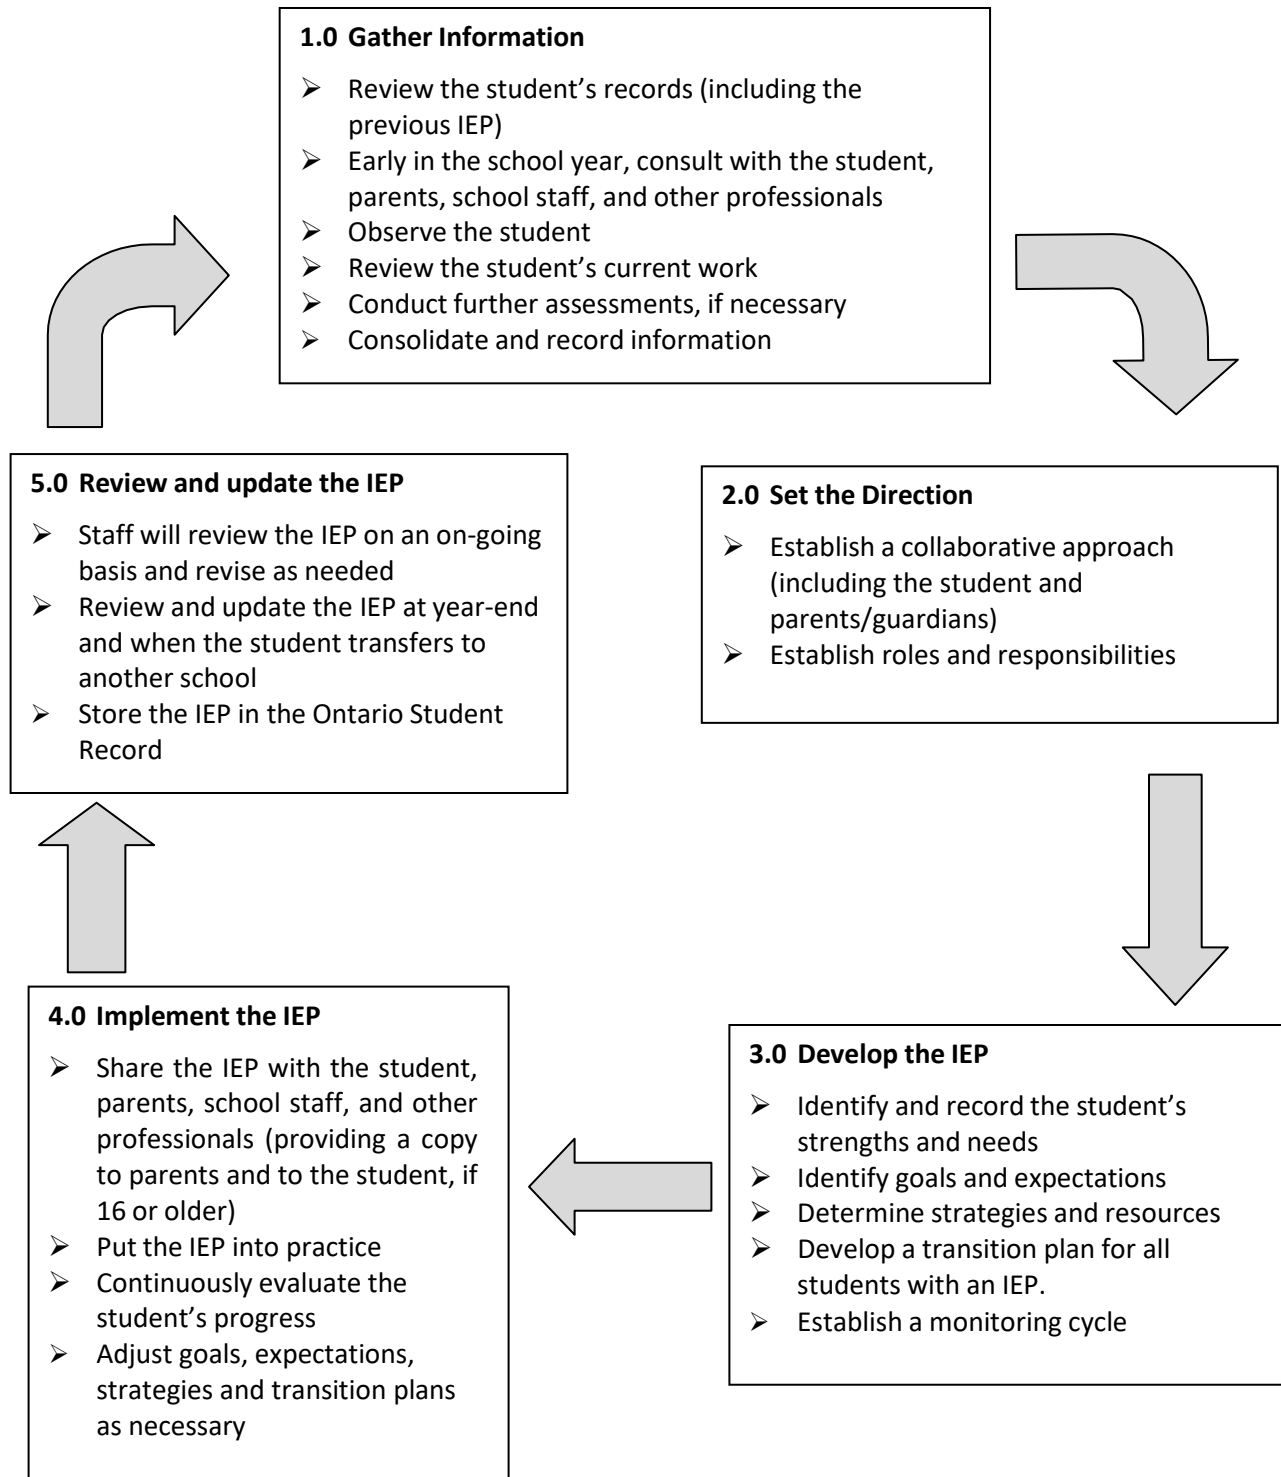 1.0 Gather Information
➢ Review the student’s records (including the
previous IEP)
➢ Early in the school year, consult with the student,
parents, school staff, and other professionals
➢ Observe the student
➢ Review the student’s current work
➢ Conduct further assessments, if necessary
➢ Consolidate and record information
2.0 Set the Direction
➢ Establish a collaborative approach
(including the student and
parents/guardians)
➢ Establish roles and responsibilities
3.0 Develop the IEP
➢ Identify and record the student’s
strengths and needs
➢ Identify goals and expectations
➢ Determine strategies and resources
➢ Develop a transition plan for all
students with an IEP.
➢ Establish a monitoring cycle
4.0 Implement the IEP
➢ Share the IEP with the student,
parents, school staff, and other
professionals (providing a copy
to parents and to the student, if
16 or older)
➢ Put the IEP into practice
➢ Continuously evaluate the
student’s progress
➢ Adjust goals, expectations,
strategies and transition plans
as necessary
5.0 Review and update the IEP
➢ Staff will review the IEP on an on-going
basis and revise as needed
➢ Review and update the IEP at year-end
and when the student transfers to
another school
➢ Store the IEP in the Ontario Student
Record